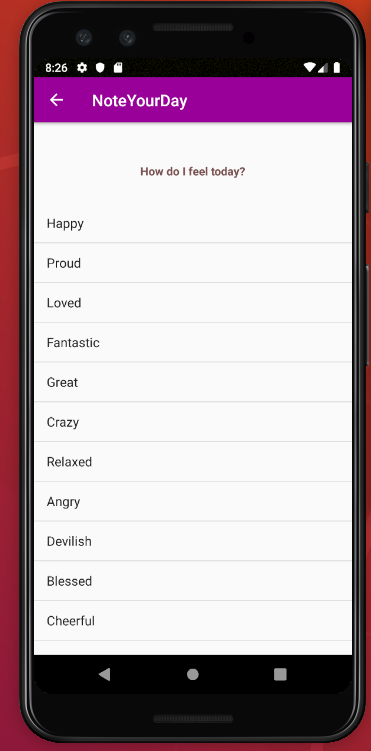 8:26
NoteYourDay
How do I feel today?
Happy
Proud
Loved
Fantastic
Great
Crazy
Relaxed
Angry
Devilish
Blessed
Cheerful